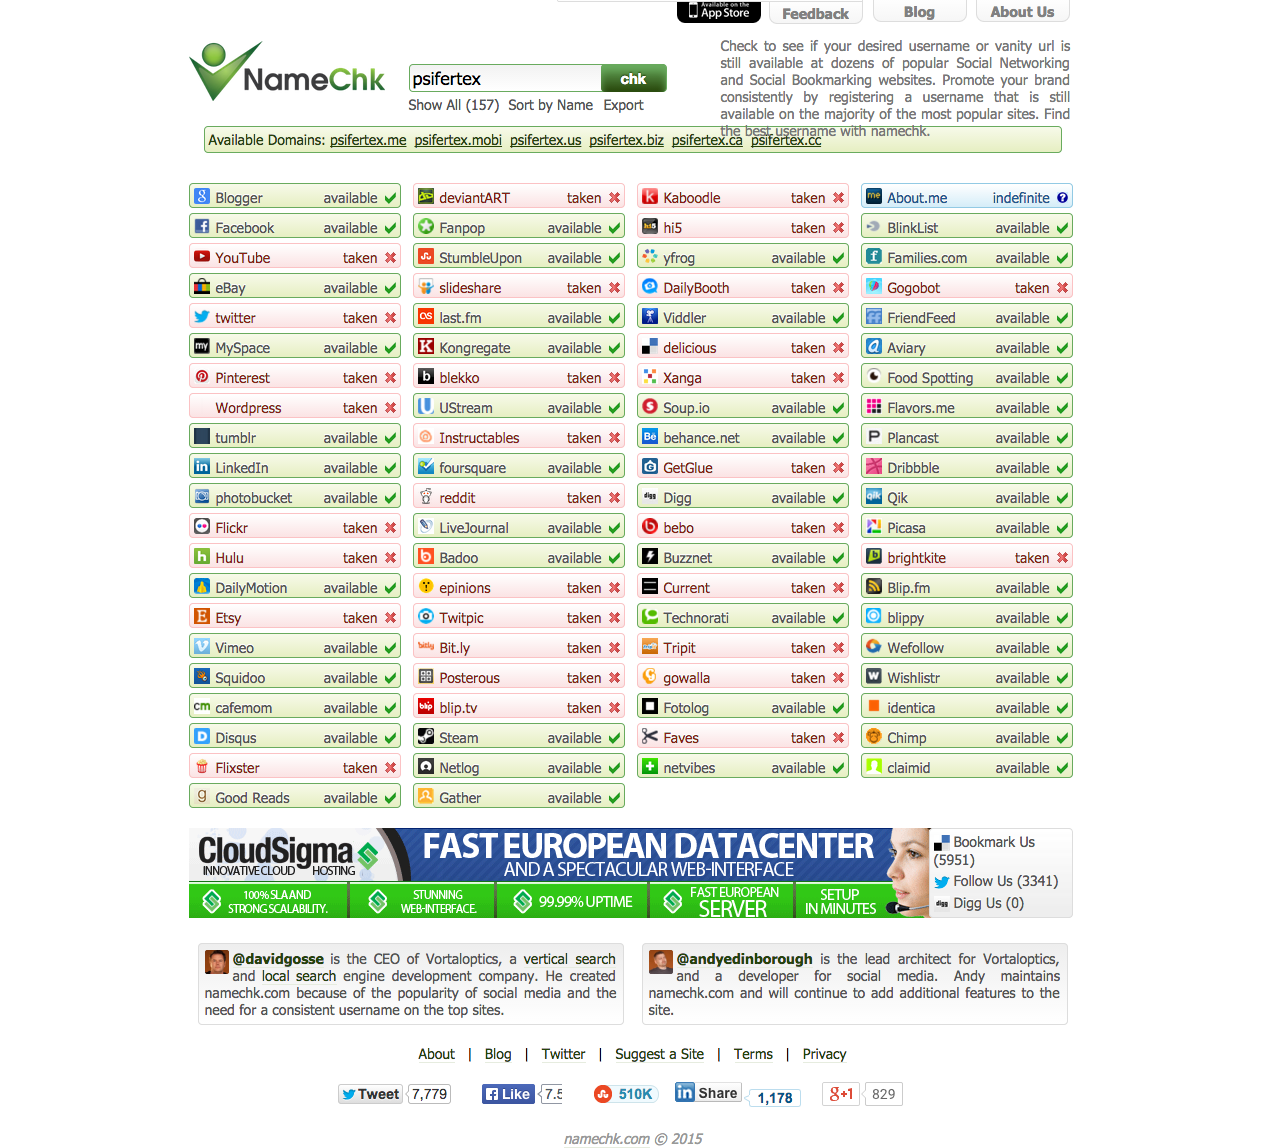 Available on the
App Store
Feedback
Blog
About Us
NameChk
psifertex
chk
Show All (157) Sort by Name Export
Check to see if your desired username or vanity url is
still available at dozens of popular Social Networking
and Social Bookmarking websites. Promote your brand
consistently by registering a username that is still
available on the majority of the most popular sites. Find
the best username with namechk.
Available Domains: psifertex.me psifertex.mobi psifertex.us psifertex.biz psifertex.ca psifertex.cc
Blogger available
deviantART taken
Kaboodle taken
About.me indefinite
Facebook available
Fanpop available
hi5 taken
BlinkList available
YouTube taken
StumbleUpon available
yfrog available
Families.com available
eBay available
slideshare taken
DailyBooth taken
Gogobot taken
twitter taken
last.fm available
Viddler available
FriendFeed available
MySpace available
Kongregate available
delicious taken
Aviary available
Pinterest taken
blekko taken
Xanga taken
Food Spotting available
Wordpress taken
UStream available
Soup.io available
Flavors.me available
tumblr available
Instructables taken
behance.net available
Plancast available
LinkedIn available
foursquare available
GetGlue taken
Dribbble available
photobucket available
reddit taken
Digg available
Qik available
Flickr taken
LiveJournal available
bebo taken
Picasa available
Hulu taken
Badoo available
Buzznet available
brightkite taken
DailyMotion available
epinions taken
Current taken
Blip.fm available
Etsy taken
Twitpic taken
Technorati available
blippy available
Vimeo available
Bit.ly taken
Tripit taken
Wefollow available
Squidoo available
Posterous taken
gowalla taken
Wishlistr available
cafemom available
blip.tv taken
Fotolog available
identica available
Disqus available
Steam available
Faves taken
Chimp available
Flixster taken
Netlog available
netvibes available
claimid available
Good Reads available
Gather available
CloudSigma
INNOVATIVE CLOUD HOSTING
FAST EUROPEAN DATACENTER
AND A SPECTACULAR WEB-INTERFACE
100% SLA AND
STRONG SCALABILITY.
STUNNING
WEB-INTERFACE.
99.99% UPTIME
FAST EUROPEAN
SERVER
SETUP
IN MINUTES
Bookmark Us
(5951)
Follow Us (3341)
Digg Us (0)
@davidgosse is the CEO of Vortaloptics, a vertical search
and local search engine development company. He created
namechk.com because of the popularity of social media and the
need for a consistent username on the top sites.
@andyedinborough is the lead architect for Vortaloptics,
and a developer for social media. Andy maintains
namechk.com and will continue to add additional features to the
site.
About | Blog | Twitter | Suggest a Site | Terms | Privacy
Tweet 7,779
Like 7.5
510K
Share 1,178
g+1 829
namechk.com © 2015